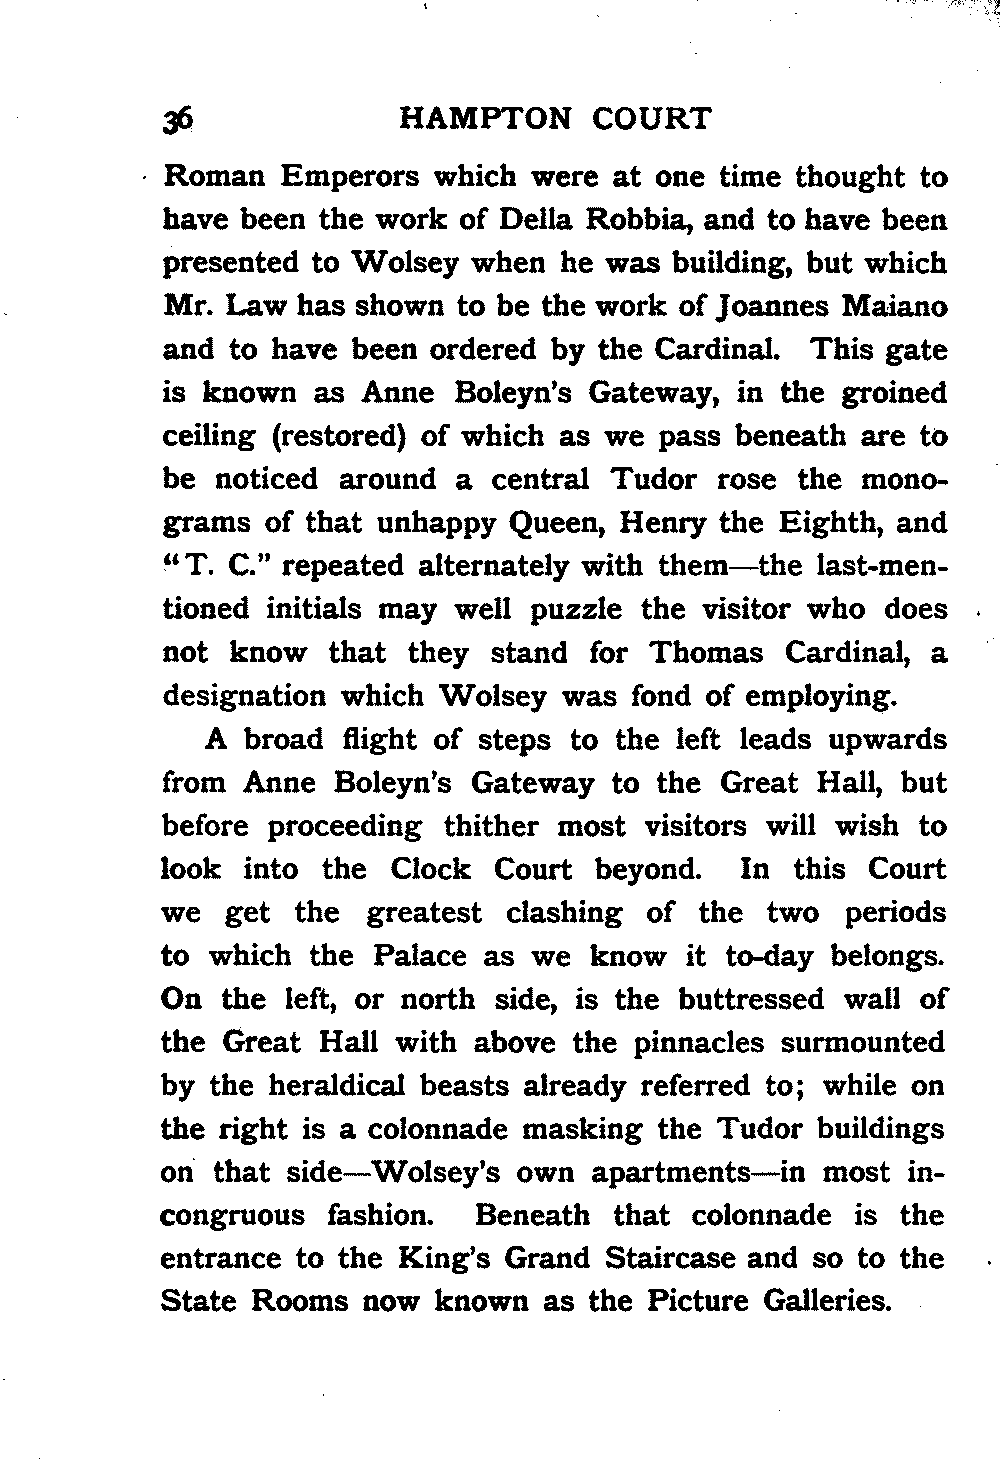 36 HAMPTON COURT
Roman Emperors which were at one time thought to
have been the work of Della Robbia, and to have been
presented to Wolsey when he was building, but which
Mr. Law has shown to be the work of Joannes Maiano
and to have been ordered by the Cardinal. This gate
is known as Anne Boleyn's Gateway, in the groined
ceiling (restored) of which as we pass beneath are to
be noticed around a central Tudor rose the mono-
grams of that unhappy Queen, Henry the Eighth, and
"T. C." repeated alternately with them—the last-men-
tioned initials may well puzzle the visitor who does
not know that they stand for Thomas Cardinal, a
designation which Wolsey was fond of employing.
A broad flight of steps to the left leads upwards
from Anne Boleyn's Gateway to the Great Hall, but
before proceeding thither most visitors will wish to
look into the Clock Court beyond. In this Court
we get the greatest clashing of the two periods
to which the Palace as we know it to-day belongs.
On the left, or north side, is the buttressed wall of
the Great Hall with above the pinnacles surmounted
by the heraldical beasts already referred to; while on
the right is a colonnade masking the Tudor buildings
on that side—Wolsey's own apartments—in most in-
congruous fashion. Beneath that colonnade is the
entrance to the King's Grand Staircase and so to the
State Rooms now known as the Picture Galleries.